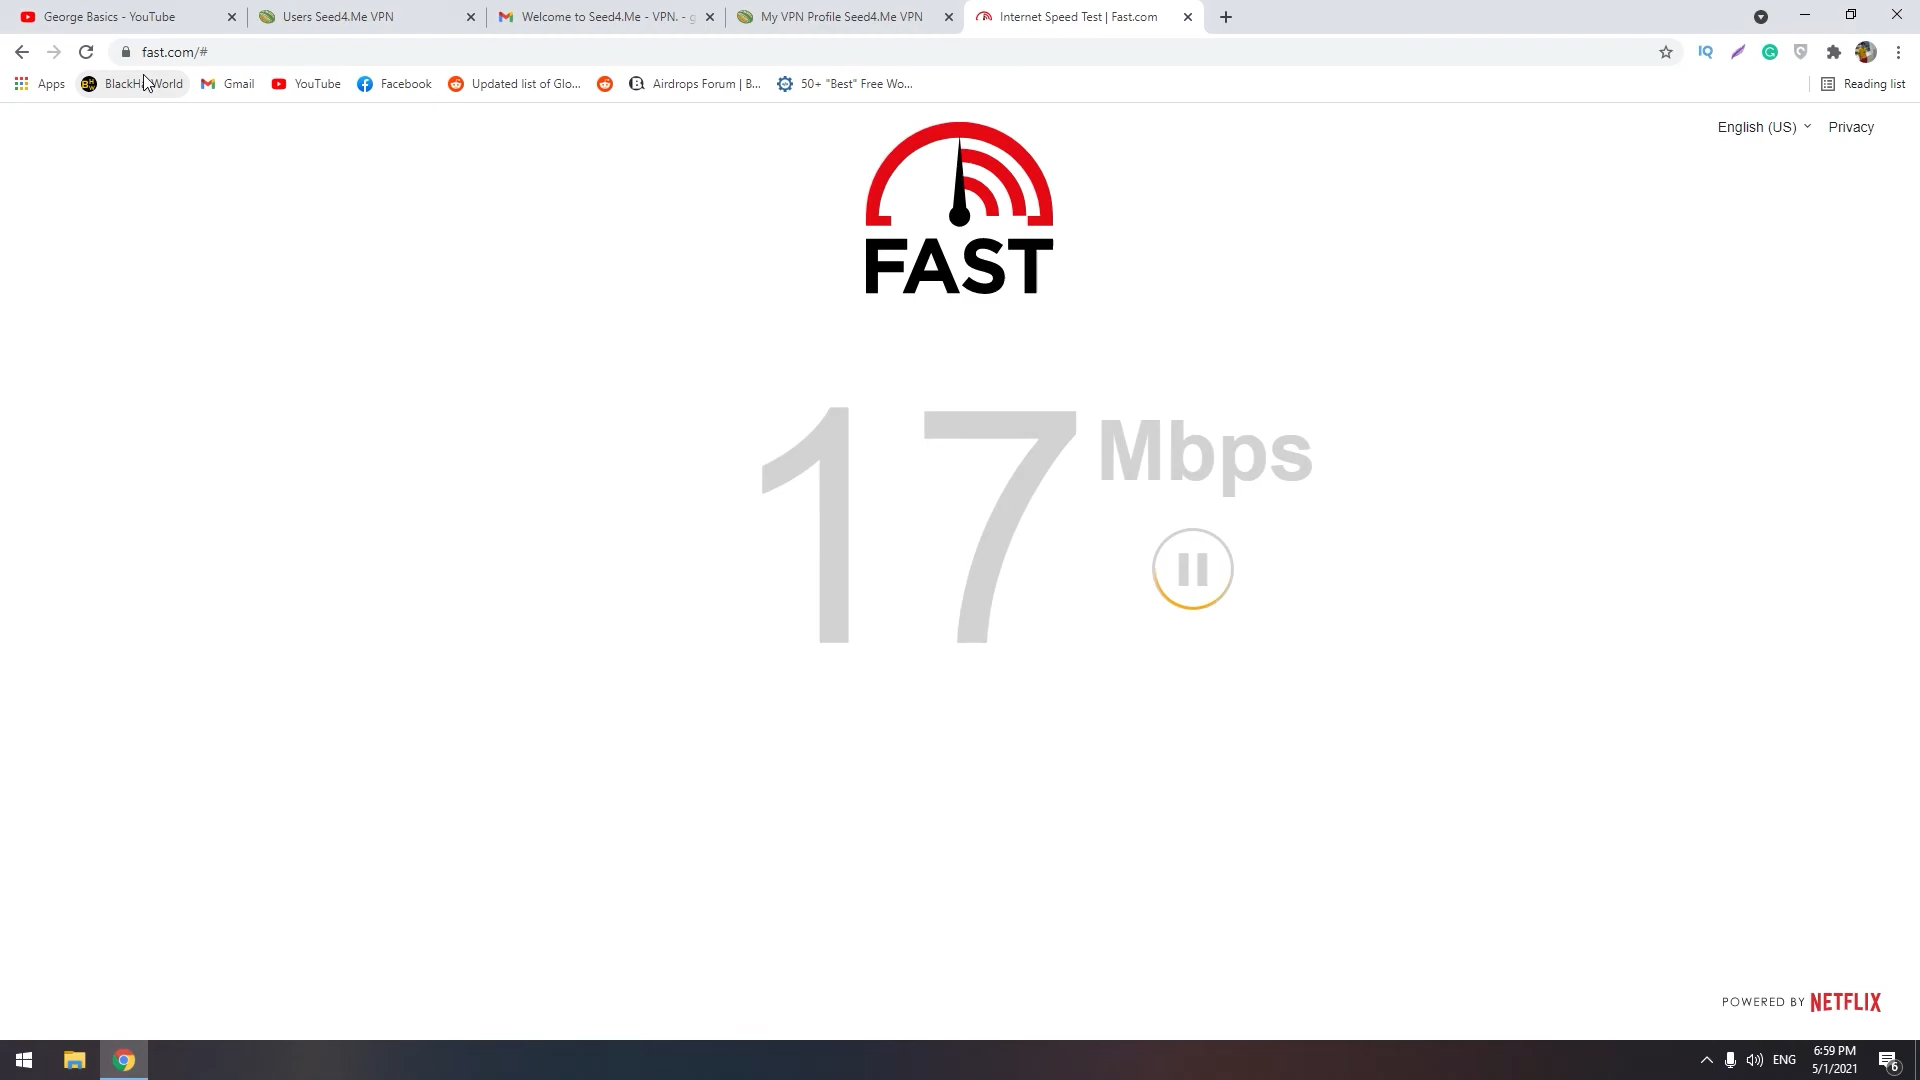 George Basics - YouTube
Users Seed4.Me VPN
Welcome to Seed4.Me - VPN. - g
My VPN Profile Seed4.Me VPN
Internet Speed Test | Fast.com
fast.com/#
IQ
Apps
BlackHa World
Gmail
YouTube
Facebook
Updated list of Glo...
Airdrops Forum | B...
50+ "Best" Free Wo...
Reading list
English (US)
Privacy
FAST
17 Mbps
POWERED BY NETFLIX
ENG
6:59 PM
5/1/2021
6